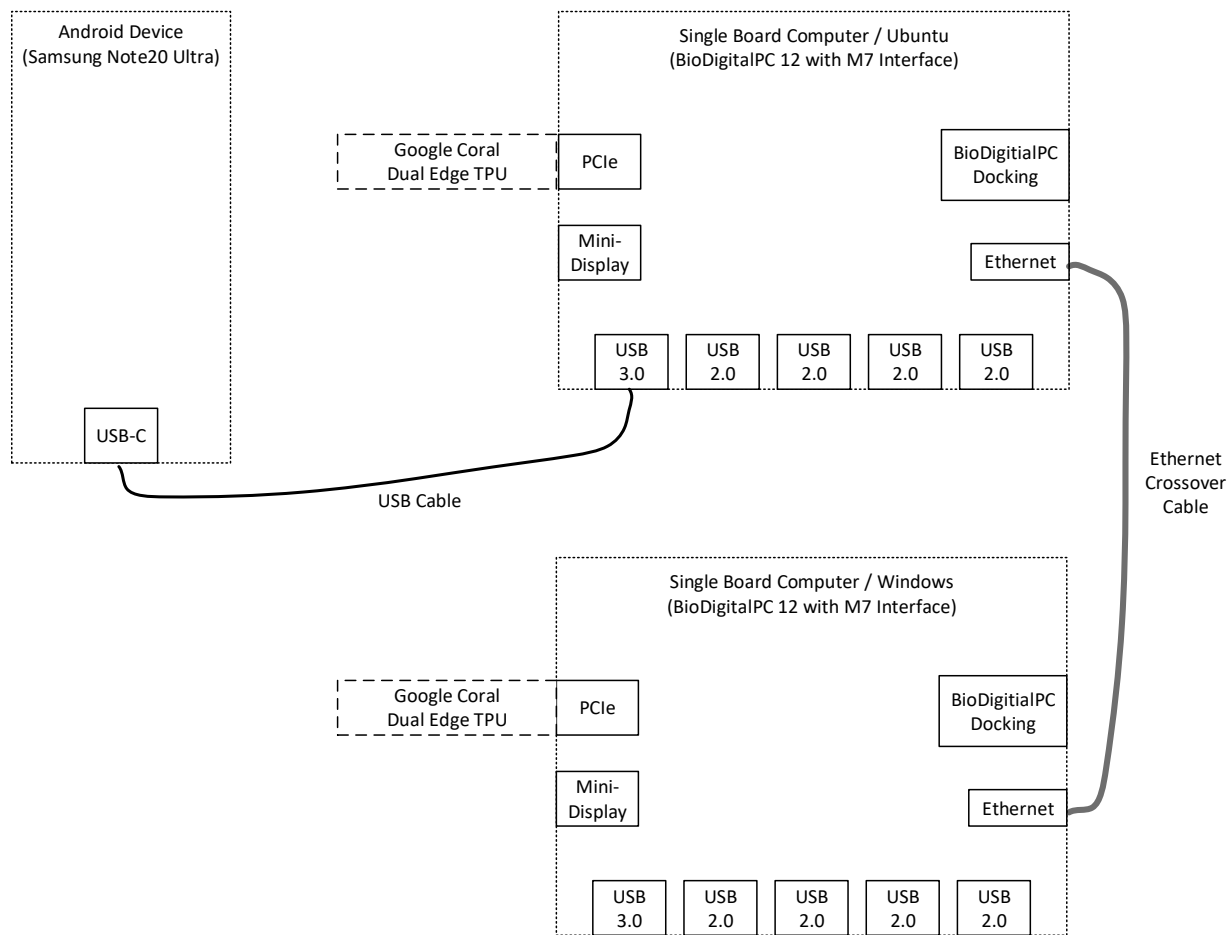 Android Device
(Samsung Note20 Ultra)
USB-C
USB Cable
Single Board Computer / Ubuntu
(BioDigitalPC 12 with M7 Interface)
Google Coral
Dual Edge TPU
PCIe
BioDigitialPC
Docking
Mini-
Display
Ethernet
USB
3.0
USB
2.0
USB
2.0
USB
2.0
USB
2.0
Ethernet
Crossover
Cable
Single Board Computer / Windows
(BioDigitalPC 12 with M7 Interface)
Google Coral
Dual Edge TPU
PCIe
BioDigitialPC
Docking
Mini-
Display
Ethernet
USB
3.0
USB
2.0
USB
2.0
USB
2.0
USB
2.0